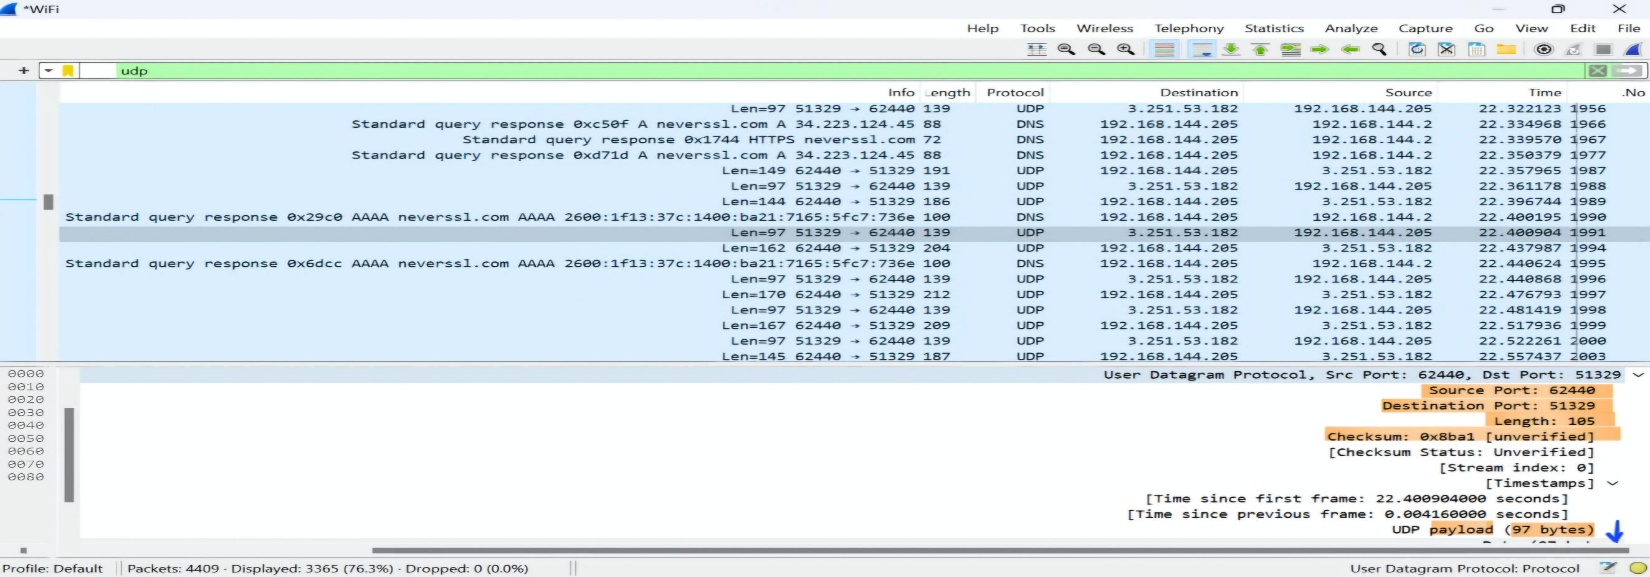 *WiFi
Help Tools Wireless Telephony Statistics Analyze Capture Go View Edit File
+ udp
Info Length Protocol Destination Source Time .No
Len=97 51329 → 62440 139 UDP 3.251.53.182 192.168.144.205 22.322123 1956
Standard query response 0xc50f A neverssl.com A 34.223.124.45 88 DNS 192.168.144.205 192.168.144.2 22.334968 1966
Standard query response 0x1744 HTTPS neverssl.com 72 DNS 192.168.144.205 192.168.144.2 22.339570 1967
Standard query response 0xd71d A neverssl.com A 34.223.124.45 88 DNS 192.168.144.205 192.168.144.2 22.350379 1977
Len=149 62440 → 51329 191 UDP 192.168.144.205 3.251.53.182 22.357965 1987
Len=97 51329 → 62440 139 UDP 3.251.53.182 192.168.144.205 22.361178 1988
Len=144 62440 → 51329 186 UDP 192.168.144.205 3.251.53.182 22.396744 1989
Standard query response 0x29c0 AAAA neverssl.com AAAA 2600:1f13:37c:1400:ba21:7165:5fc7:736e 100 DNS 192.168.144.205 192.168.144.2 22.400195 1990
Len=97 51329 → 62440 139 UDP 3.251.53.182 192.168.144.205 22.400904 1991
Len=162 62440 → 51329 204 UDP 192.168.144.205 3.251.53.182 22.437987 1994
Standard query response 0x6dcc AAAA neverssl.com AAAA 2600:1f13:37c:1400:ba21:7165:5fc7:736e 100 DNS 192.168.144.205 192.168.144.2 22.440624 1995
Len=97 51329 → 62440 139 UDP 3.251.53.182 192.168.144.205 22.440868 1996
Len=170 62440 → 51329 212 UDP 192.168.144.205 3.251.53.182 22.476793 1997
Len=97 51329 → 62440 139 UDP 3.251.53.182 192.168.144.205 22.481419 1998
Len=167 62440 → 51329 209 UDP 192.168.144.205 3.251.53.182 22.517936 1999
Len=97 51329 → 62440 139 UDP 3.251.53.182 192.168.144.205 22.522261 2000
Len=145 62440 → 51329 187 UDP 192.168.144.205 3.251.53.182 22.557437 2003
0000
0010
0020
0030
0040
0050
0060
0070
0080
User Datagram Protocol, Src Port: 62440, Dst Port: 51329
Source Port: 62440
Destination Port: 51329
Length: 105
Checksum: 0x8ba1 [unverified]
[Checksum Status: Unverified]
[Stream index: 0]
[Timestamps]
[Time since first frame: 22.400904000 seconds]
[Time since previous frame: 0.004160000 seconds]
UDP payload (97 bytes)
Profile: Default Packets: 4409 · Displayed: 3365 (76.3%) · Dropped: 0 (0.0%) User Datagram Protocol: Protocol